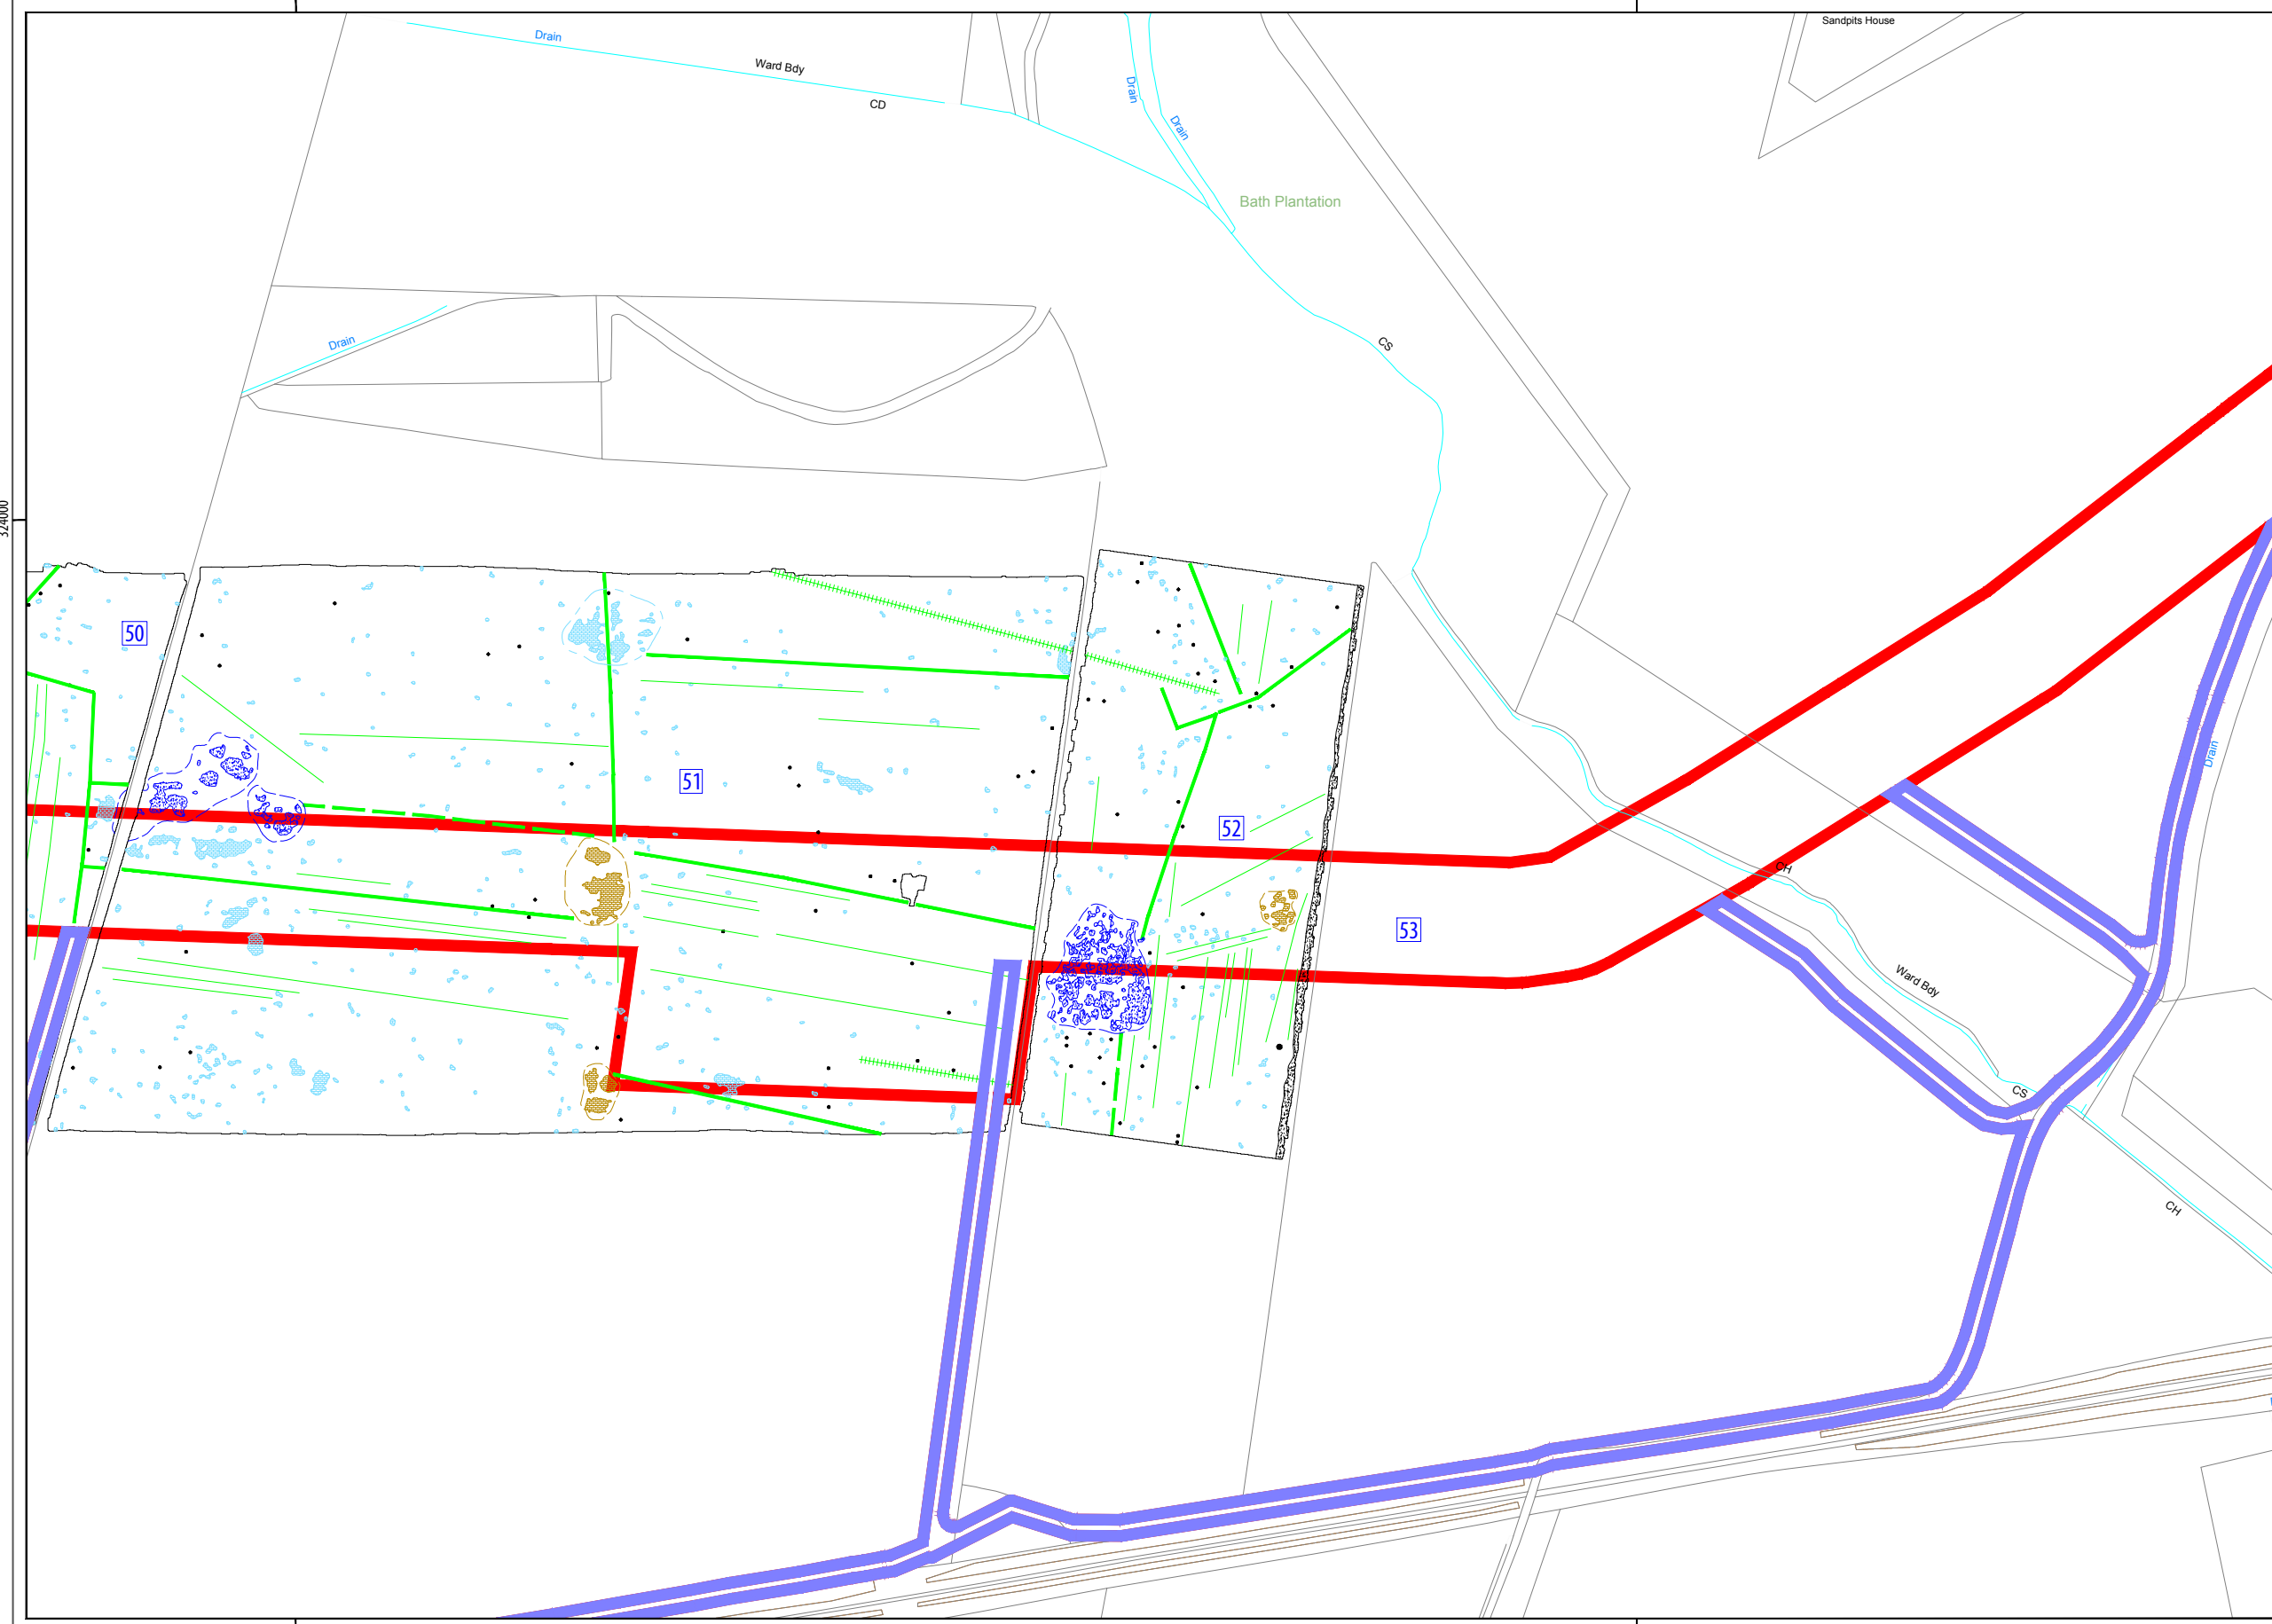 Sandpits House
Drain
Ward Bdy
CD
Drain
Drain
Bath Plantation
Drain
CS
324000
50
51
52
53
Drain
CH
Ward Bdy
CS
CH